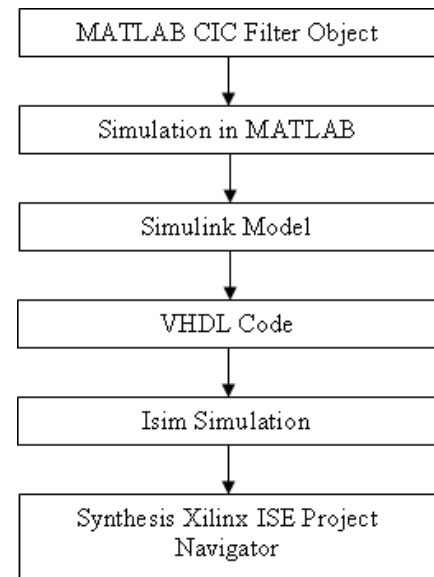 MATLAB CIC Filter Object
Simulation in MATLAB
Simulink Model
VHDL Code
Isim Simulation
Synthesis Xilinx ISE Project
Navigator